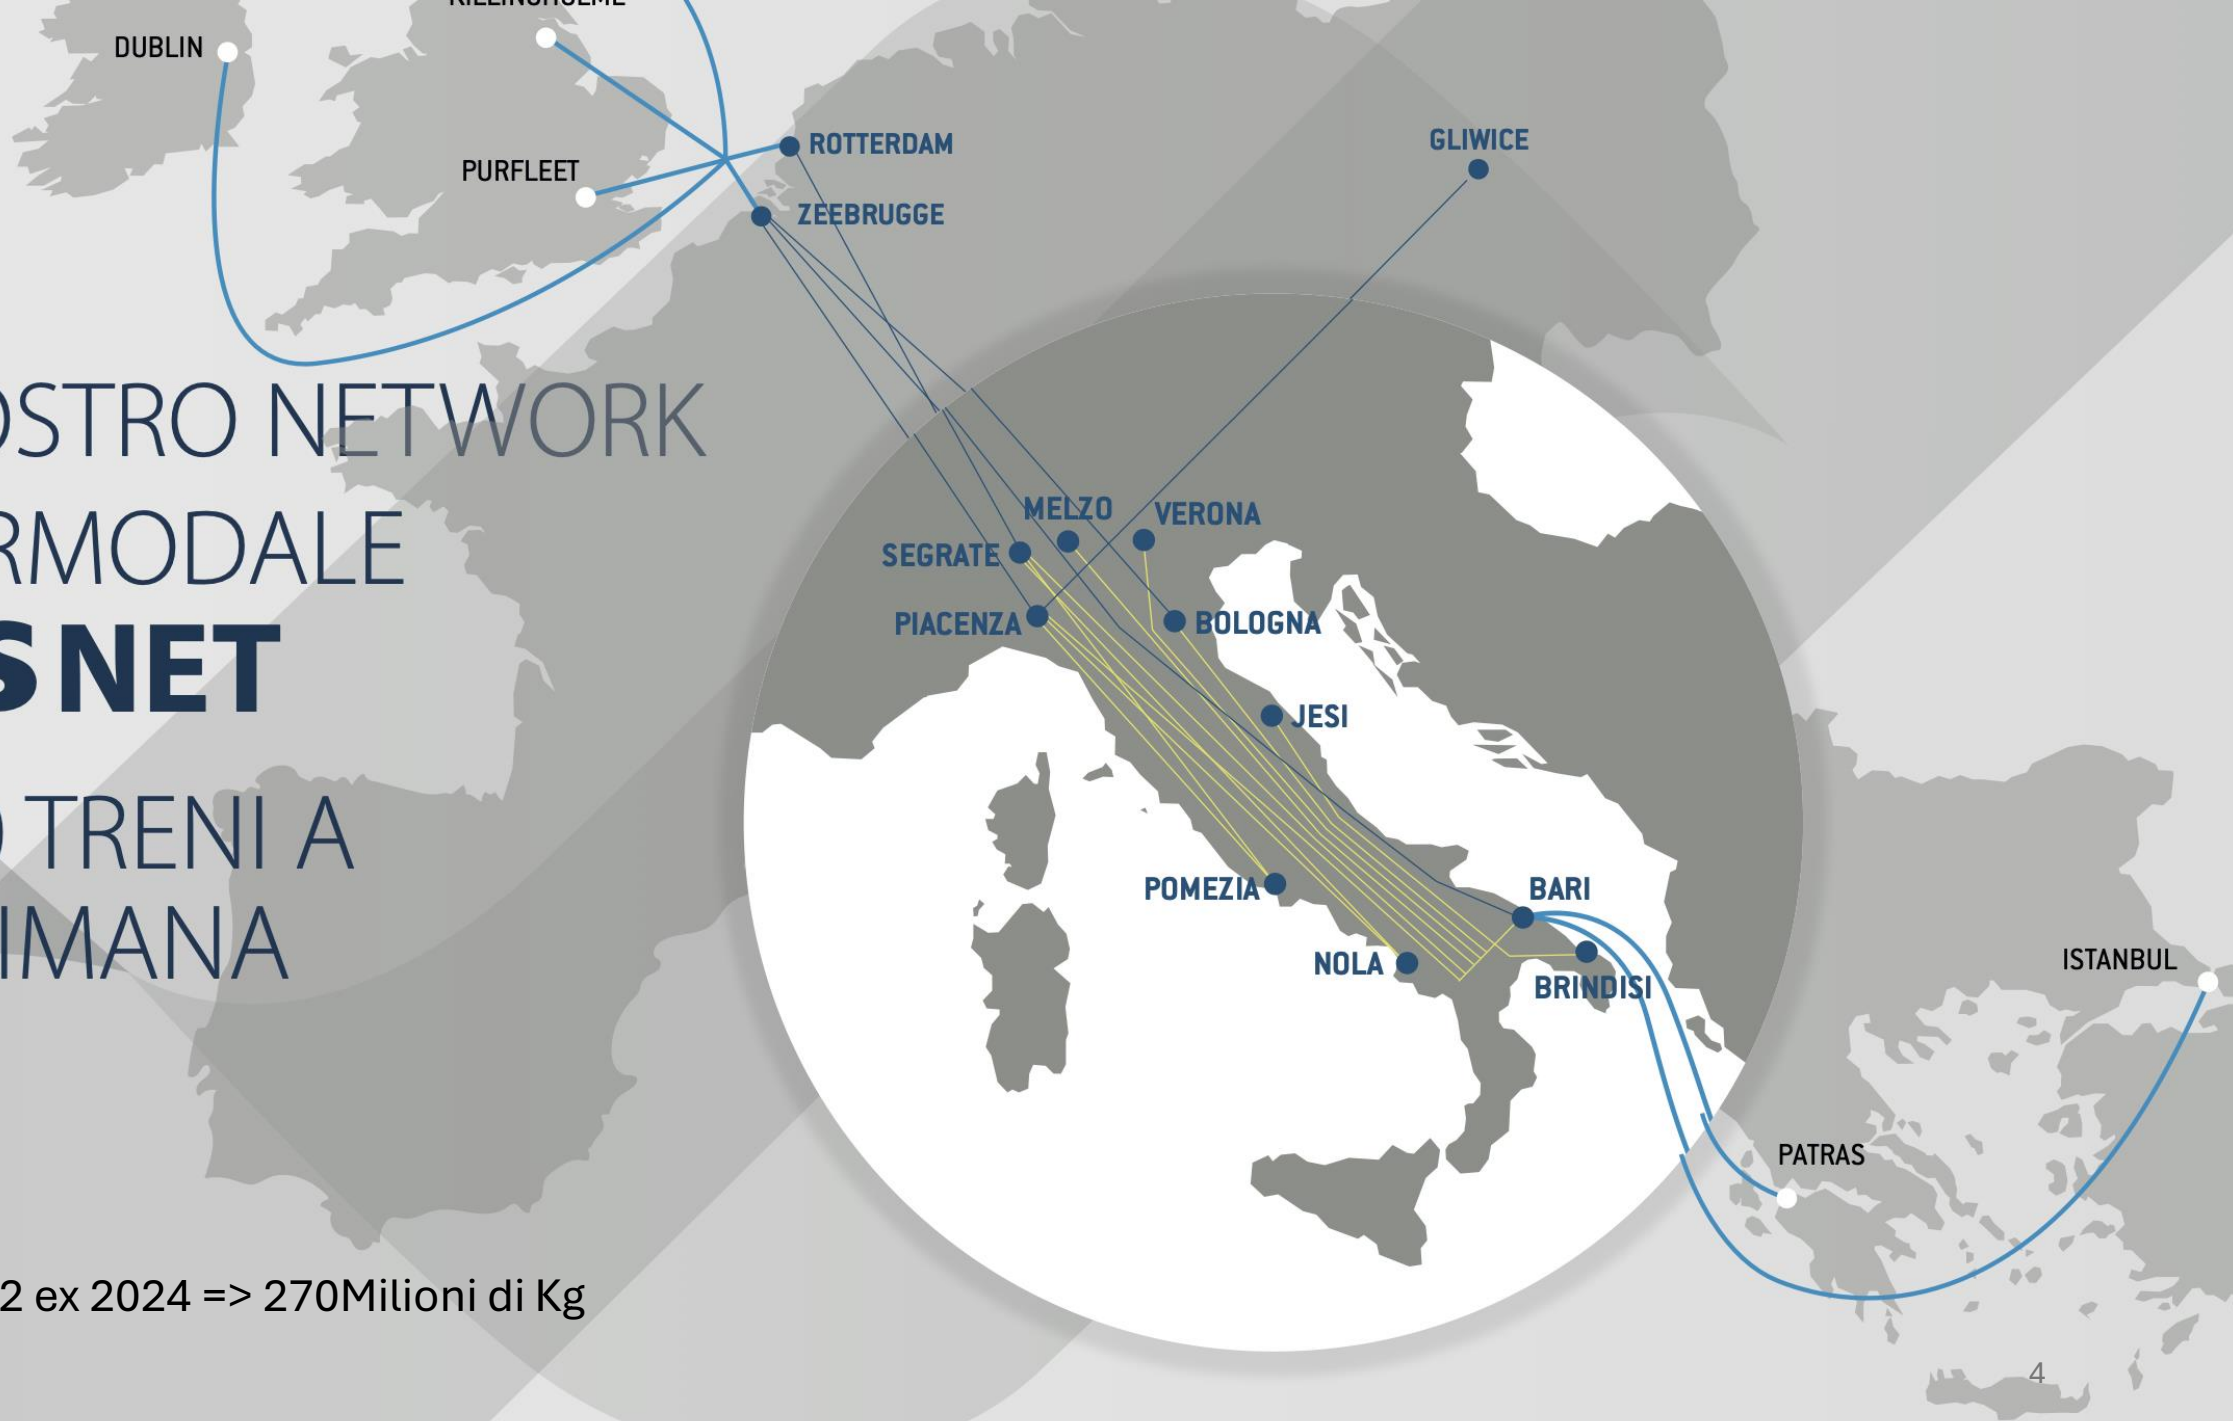 KILLINGHOLME
DUBLIN
ROTTERDAM
GLIWICE
PURFLEET
ZEEBRUGGE
OSTRO NETWORK
RMODALE
S NET
TRENI A
IMANA
MELZO
VERONA
SEGRATE
PIACENZA
BOLOGNA
JESI
POMEZIA
BARI
NOLA
BRINDISI
ISTANBUL
PATRAS
2 ex 2024 => 270Milioni di Kg
4